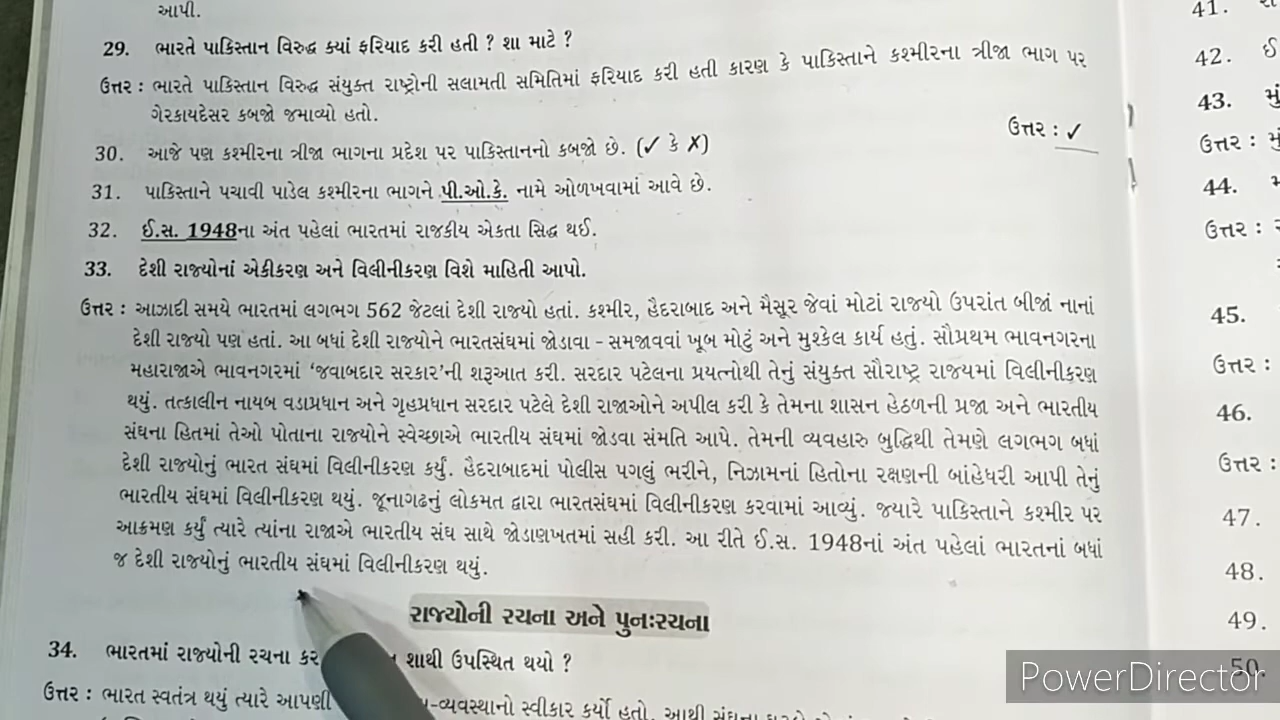 આપી.
29. ભારતે પાકિસ્તાન વિરુદ્ધ ક્યાં ફરિયાદ કરી હતી ? શા માટે ?
ઉત્તર : ભારતે પાકિસ્તાન વિરુદ્ધ સંયુક્ત રાષ્ટ્રોની સલામતી સમિતિમાં ફરિયાદ કરી હતી કારણ કે પાકિસ્તાને કશ્મીરના ત્રીજા ભાગ પર
ગેરકાયદેસર કબજો જમાવ્યો હતો.
30. આજે પણ કશ્મીરના ત્રીજા ભાગના પ્રદેશ પર પાકિસ્તાનનો કબજો છે. (✓ કે ✗) ઉત્તર : ✓
31. પાકિસ્તાને પચાવી પાડેલ કશ્મીરના ભાગને પી.ઓ.કે. નામે ઓળખવામાં આવે છે.
32. ઈ.સ. 1948ના અંત પહેલાં ભારતમાં રાજકીય એકતા સિદ્ધ થઈ.
33. દેશી રાજ્યોનાં એકીકરણ અને વિલીનીકરણ વિશે માહિતી આપો.
ઉત્તર : આઝાદી સમયે ભારતમાં લગભગ 562 જેટલાં દેશી રાજ્યો હતાં. કશ્મીર, હૈદરાબાદ અને મૈસૂર જેવાં મોટાં રાજ્યો ઉપરાંત બીજાં નાનાં
દેશી રાજ્યો પણ હતાં. આ બધાં દેશી રાજ્યોને ભારતસંઘમાં જોડાવા - સમજાવવાં ખૂબ મોટું અને મુશ્કેલ કાર્ય હતું. સૌપ્રથમ ભાવનગરના
મહારાજાએ ભાવનગરમાં ‘જવાબદાર સરકાર’ની શરૂઆત કરી. સરદાર પટેલના પ્રયત્નોથી તેનું સંયુક્ત સૌરાષ્ટ્ર રાજ્યમાં વિલીનીકરણ
થયું. તત્કાલીન નાયબ વડાપ્રધાન અને ગૃહપ્રધાન સરદાર પટેલે દેશી રાજાઓને અપીલ કરી કે તેમના શાસન હેઠળની પ્રજા અને ભારતીય
સંઘના હિતમાં તેઓ પોતાના રાજ્યોને સ્વેચ્છાએ ભારતીય સંઘમાં જોડવા સંમતિ આપે. તેમની વ્યવહારુ બુદ્ધિથી તેમણે લગભગ બધાં
દેશી રાજ્યોનું ભારત સંઘમાં વિલીનીકરણ કર્યું. હૈદરાબાદમાં પોલીસ પગલું ભરીને, નિઝામનાં હિતોના રક્ષણની બાંહેધરી આપી તેનું
ભારતીય સંઘમાં વિલીનીકરણ થયું. જૂનાગઢનું લોકમત દ્વારા ભારતસંઘમાં વિલીનીકરણ કરવામાં આવ્યું. જ્યારે પાકિસ્તાને કશ્મીર પર
આક્રમણ કર્યું ત્યારે ત્યાંના રાજાએ ભારતીય સંઘ સાથે જોડાણખતમાં સહી કરી. આ રીતે ઈ.સ. 1948નાં અંત પહેલાં ભારતનાં બધાં
જ દેશી રાજ્યોનું ભારતીય સંઘમાં વિલીનીકરણ થયું.
રાજ્યોની રચના અને પુનઃરચના
34. ભારતમાં રાજ્યોની રચના શાથી ઉપસ્થિત થયો ?
ઉત્તર : ભારત સ્વતંત્ર થયું ત્યારે આપણી -વ્યવસ્થાનો સ્વીકાર કર્યો હતો. આથી
41.
42.
43.
ઉત્તર :
44.
ઉત્તર :
45.
ઉત્તર :
46.
ઉત્તર :
47.
48.
49.
50.
PowerDirector